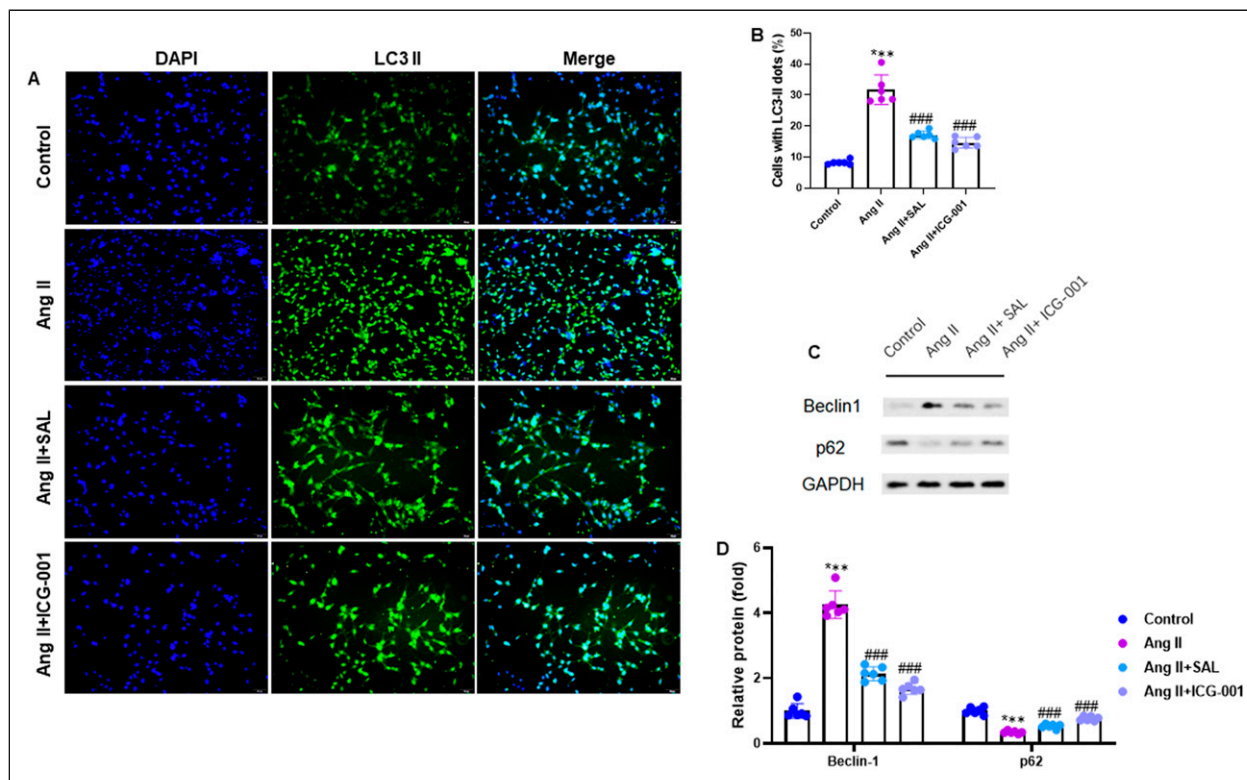 A
DAPI
LC3 II
Merge
Control
Ang II
Ang II+SAL
Ang II+ICG-001
B
Cells with LC3-II dots (%)
50
40
30
20
10
0
***
###
###
Control
Ang II
Ang II+SAL
Ang II+ICG-001
C
Control
Ang II
Ang II+ SAL
Ang II+ ICG-001
Beclin1
p62
GAPDH
D
Relative protein (fold)
6
4
2
0
***
###
###
***
###
###
Beclin-1
p62
Control
Ang II
Ang II+SAL
Ang II+ICG-001